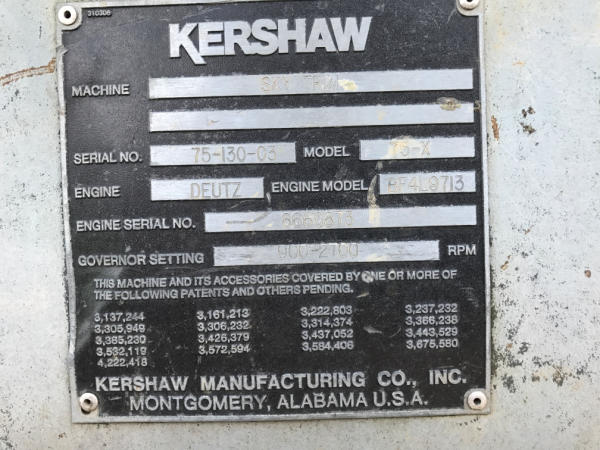 310306
KERSHAW
MACHINE
SERIAL NO. 75-130-03 MODEL 75-X
ENGINE DEUTZ ENGINE MODEL
ENGINE SERIAL NO.
GOVERNOR SETTING 900-2100 RPM
THIS MACHINE AND ITS ACCESSORIES COVERED BY ONE OR MORE OF
THE FOLLOWING PATENTS AND OTHERS PENDING.
3,137,244 3,161,213 3,222,803 3,237,232
3,305,949 3,306,232 3,314,374 3,366,238
3,385,230 3,426,379 3,437,052 3,443,529
3,532,119 3,572,594 3,584,406 3,675,580
4,222,418
KERSHAW MANUFACTURING CO., INC.
MONTGOMERY, ALABAMA U.S.A.